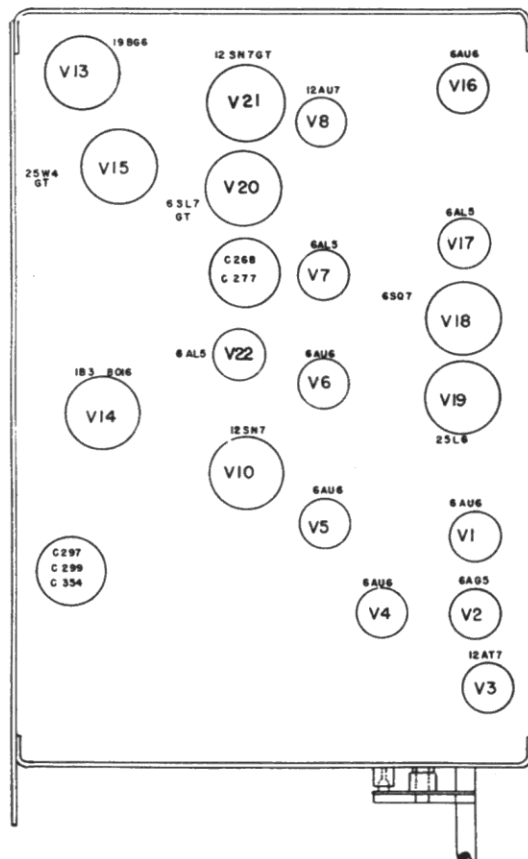 19BG6
V13
12SN7GT
V21
12AU7
V8
6AU6
V16
25W4
GT
V15
6SL7
GT
V20
C268
C277
6AL5
V7
6AL5
V17
6SQ7
V18
6AL5
V22
6AU6
V6
V19
25L6
1B3 8016
V14
12SN7
V10
6AU6
V5
6AU6
V1
C297
C299
C354
6AU6
V4
6AG5
V2
12AT7
V3